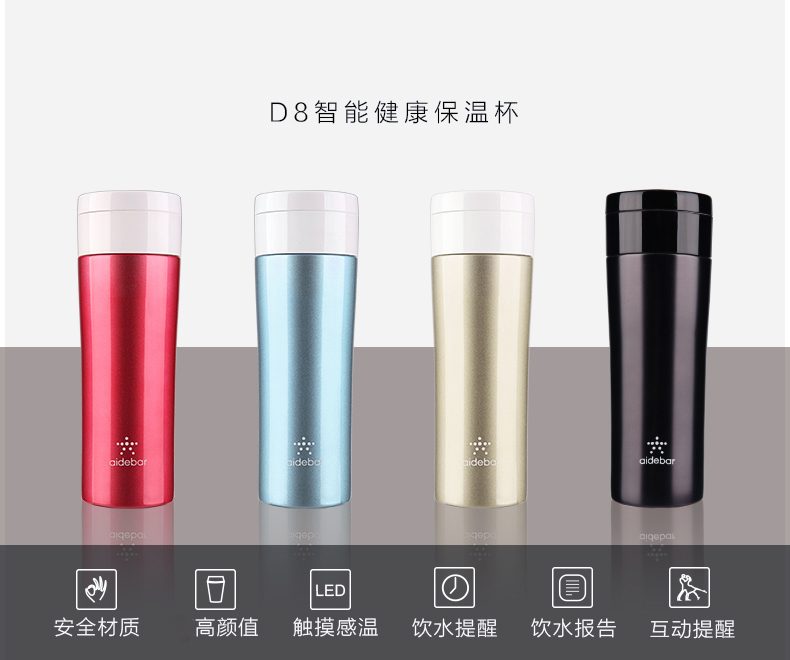 D8智能健康保温杯
aidebar
aidebar
aidebar
aidebar
LED
安全材质
高颜值
触摸感温
饮水提醒
饮水报告
互动提醒